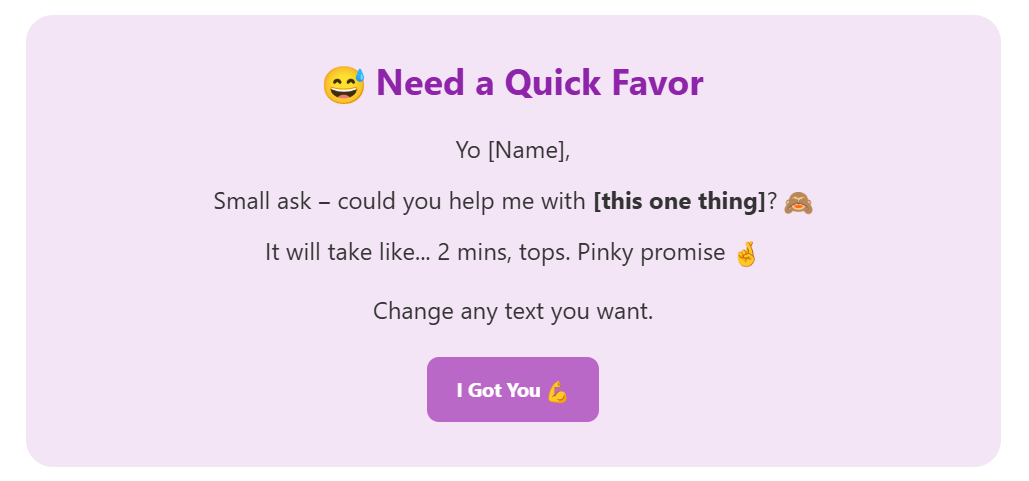 😅 Need a Quick Favor
Yo [Name],
Small ask – could you help me with [this one thing]? 🙈
It will take like... 2 mins, tops. Pinky promise 🤞
Change any text you want.
I Got You 💪